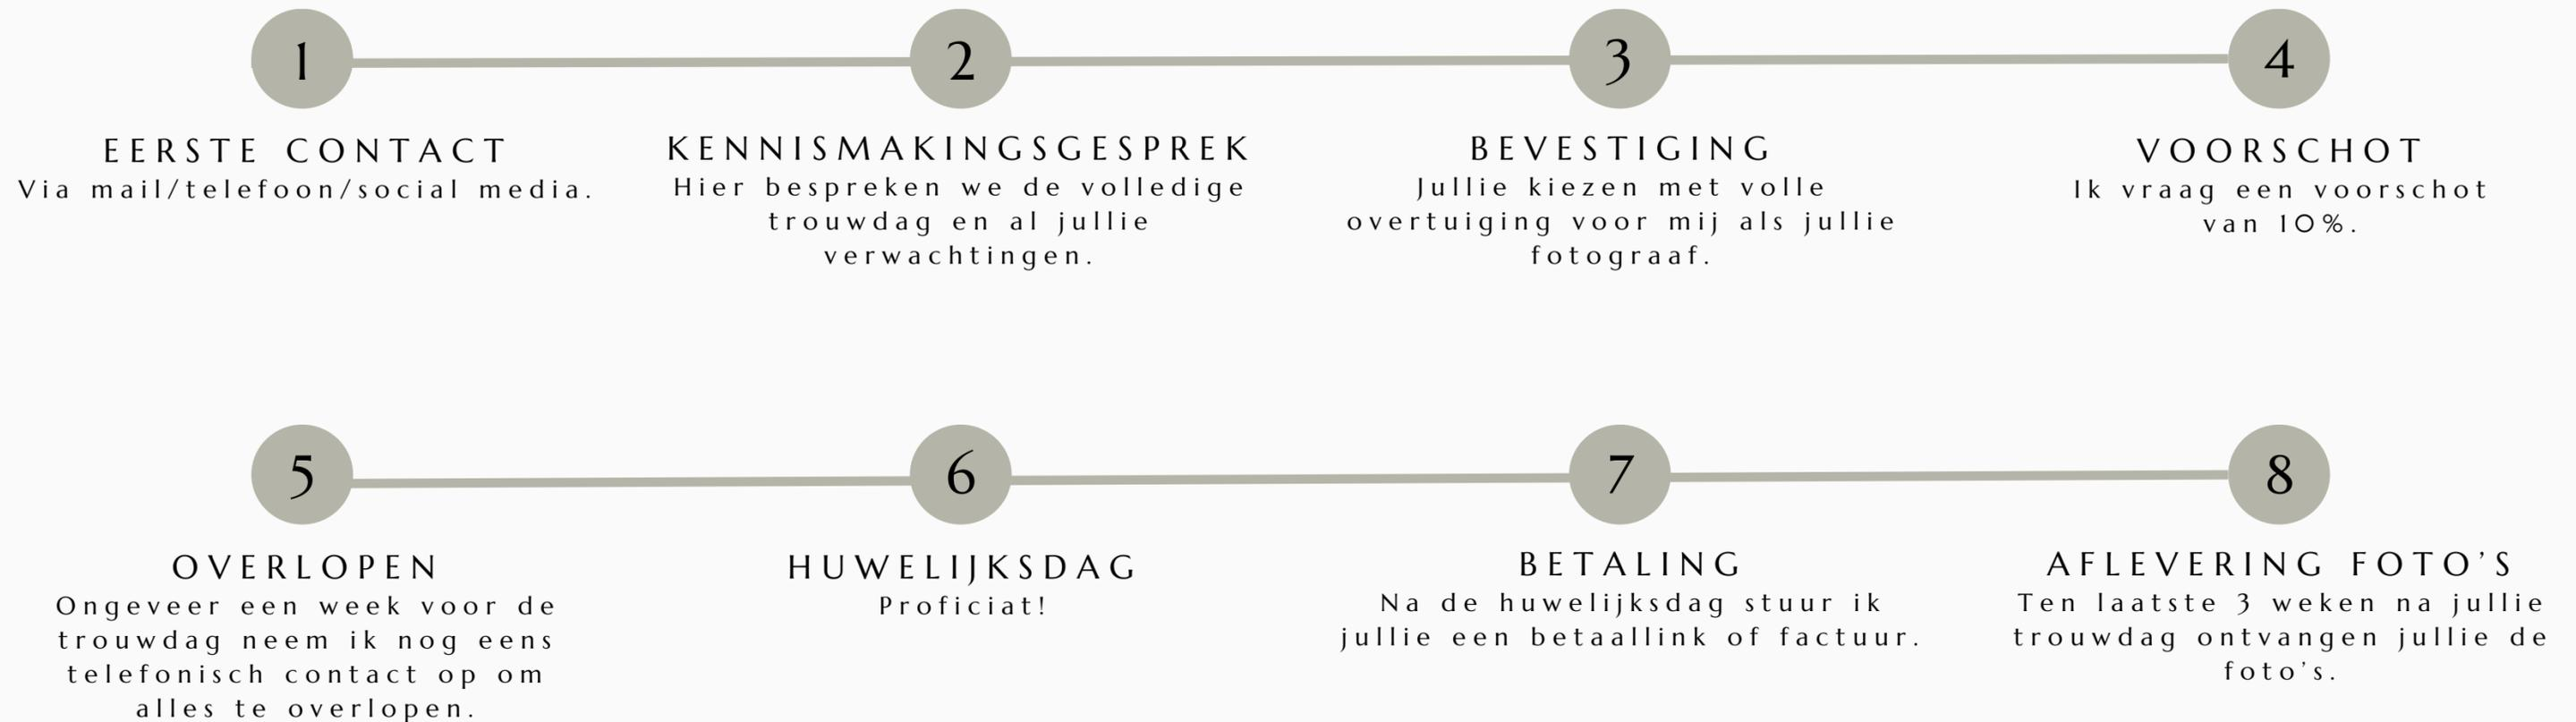 1
EERSTE CONTACT
Via mail/telefoon/social media.
2
KENNISMAKINGSGESPREK
Hier bespreken we de volledige
trouwdag en al jullie
verwachtingen.
3
BEVESTIGING
Jullie kiezen met volle
overtuiging voor mij als jullie
fotograaf.
4
VOORSCHOT
Ik vraag een voorschot
van 10%.
5
OVERLOPEN
Ongeveer een week voor de
trouwdag neem ik nog eens
telefonisch contact op om
alles te overlopen.
6
HUWELIJKSDAG
Proficiat!
7
BETALING
Na de huwelijksdag stuur ik
jullie een betaallink of factuur.
8
AFLEVERING FOTO’S
Ten laatste 3 weken na jullie
trouwdag ontvangen jullie de
foto’s.